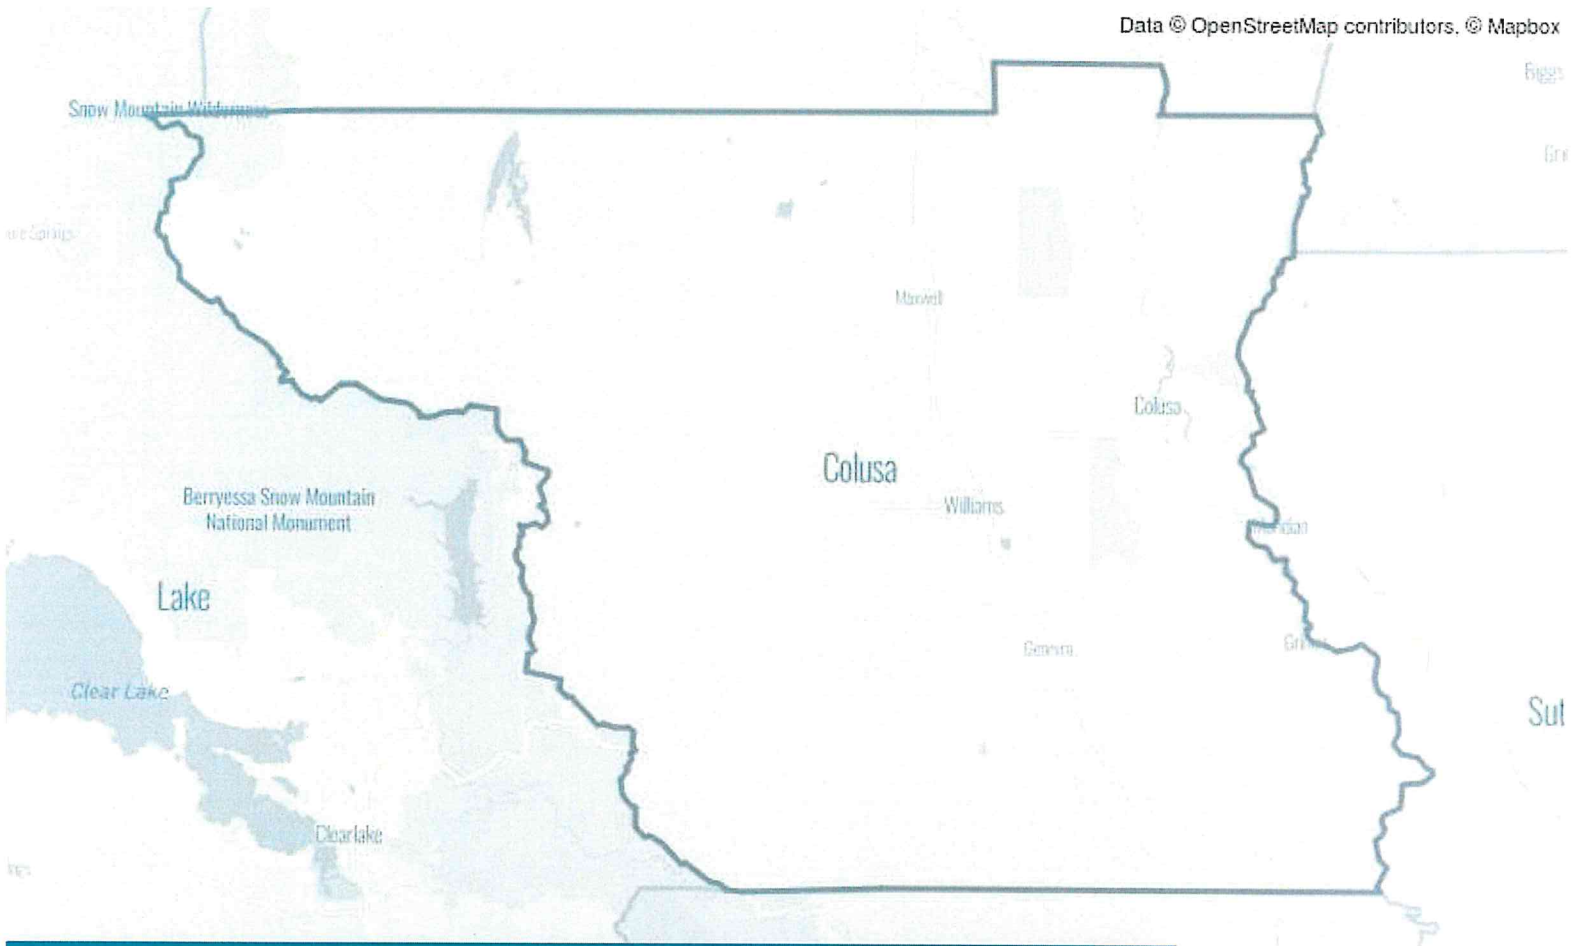 Data © OpenStreetMap contributors. © Mapbox
Biggs
Snow Mountain Wilderness
Maxwell
Colusa
Colusa
Berryessa Snow Mountain
National Monument
Williams
Meridian
Lake
Grimes
Clear Lake
Sut
Clearlake